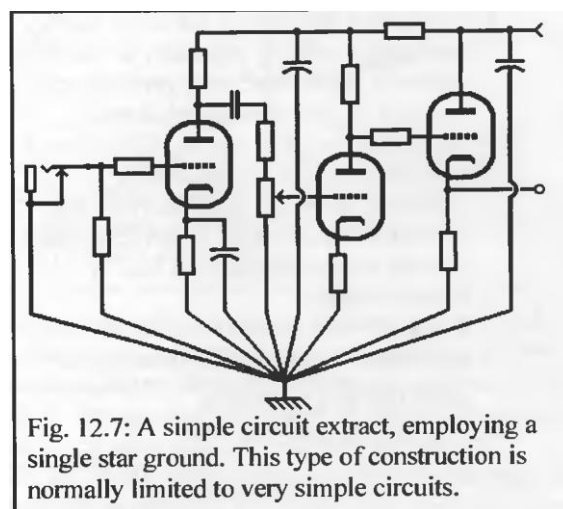 Fig. 12.7: A simple circuit extract, employing a
single star ground. This type of construction is
normally limited to very simple circuits.